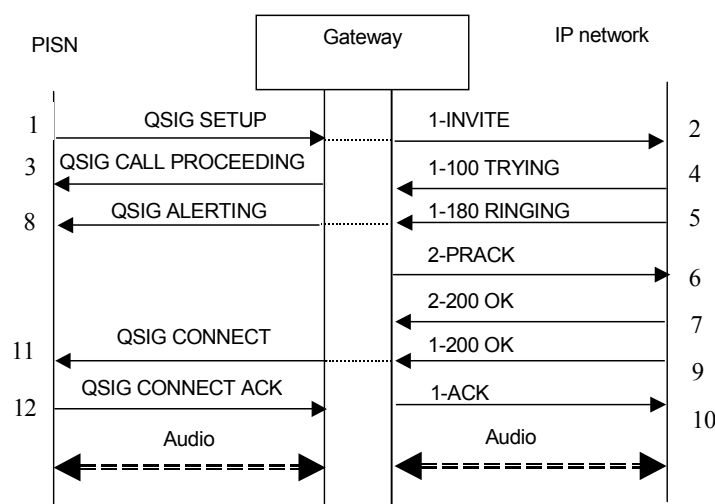 PISN Gateway IP network
1 QSIG SETUP 1-INVITE 2
3 QSIG CALL PROCEEDING 1-100 TRYING 4
8 QSIG ALERTING 1-180 RINGING 5
2-PRACK 6
2-200 OK 7
11 QSIG CONNECT 1-200 OK 9
12 QSIG CONNECT ACK 1-ACK 10
Audio Audio